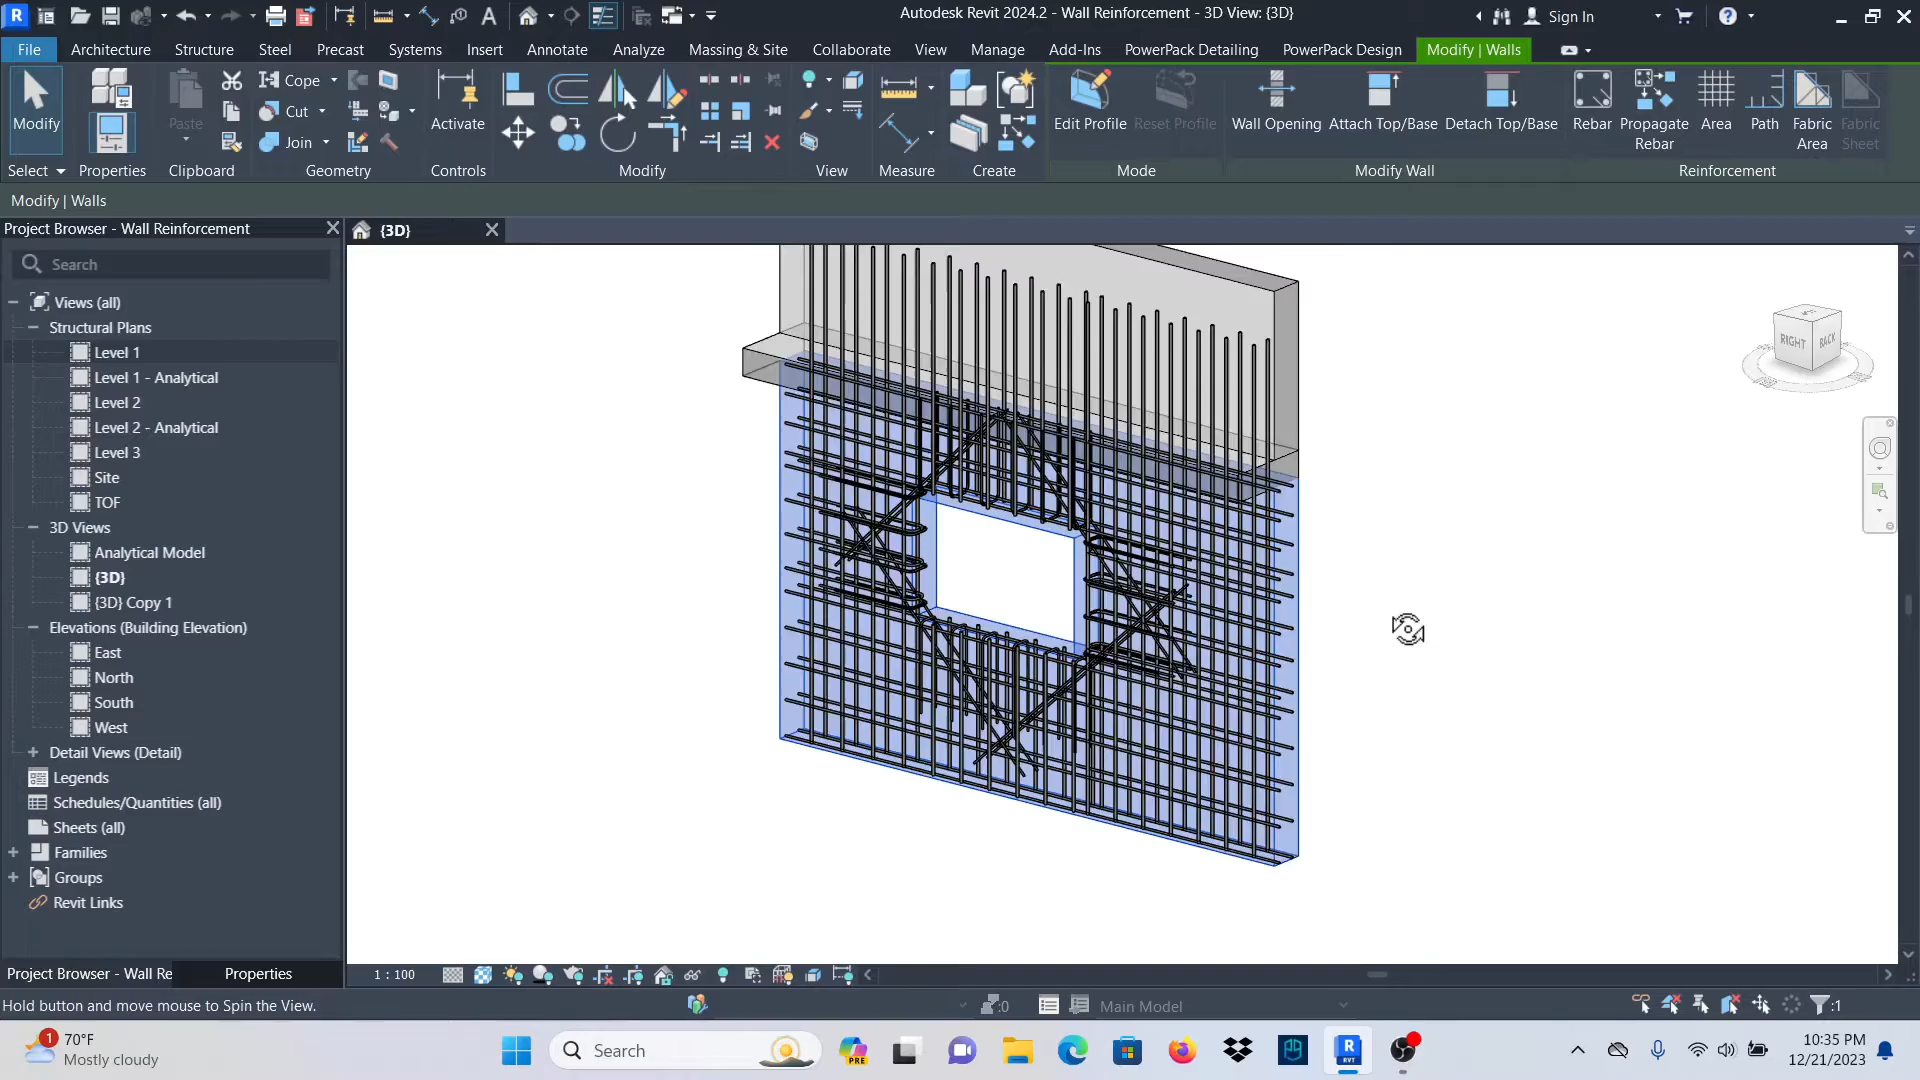 Autodesk Revit 2024.2 - Wall Reinforcement - 3D View: {3D}
Sign In
File Architecture Structure Steel Precast Systems Insert Annotate Analyze Massing & Site Collaborate View Manage Add-Ins PowerPack Detailing PowerPack Design Modify | Walls
Modify
Paste
Cope
Cut
Join
Activate
Edit Profile Reset Profile
Wall Opening Attach Top/Base Detach Top/Base
Rebar Propagate Rebar Area Path Fabric Area Fabric Sheet
Select Properties Clipboard Geometry Controls Modify View Measure Create Mode Modify Wall Reinforcement
Modify | Walls
Project Browser - Wall Reinforcement
{3D}
Search
Views (all)
Structural Plans
Level 1
Level 1 - Analytical
Level 2
Level 2 - Analytical
Level 3
Site
TOF
3D Views
Analytical Model
{3D}
{3D} Copy 1
Elevations (Building Elevation)
East
North
South
West
Detail Views (Detail)
Legends
Schedules/Quantities (all)
Sheets (all)
Families
Groups
Revit Links
RIGHT
BACK
Project Browser - Wall Re Properties
1 : 100
Hold button and move mouse to Spin the View.
:0
Main Model
:1
1
70°F
Mostly cloudy
Search
PRE
R
RVT
10:35 PM
12/21/2023